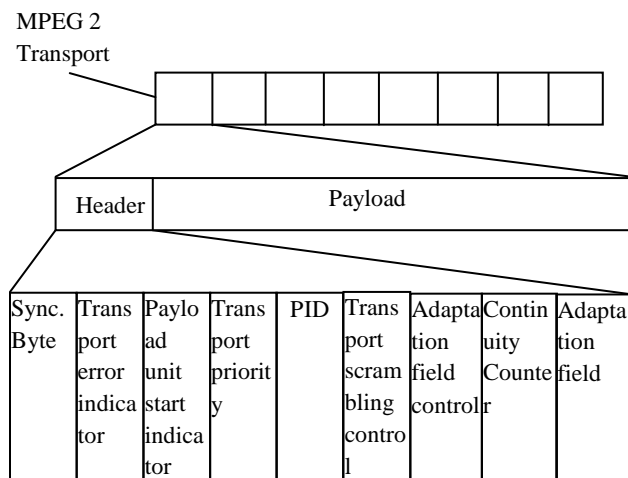 MPEG 2
Transport
Header
Payload
Sync.
Byte
Trans
port
error
indica
tor
Paylo
ad
unit
start
indica
tor
Trans
port
priorit
y
PID
Trans
port
scram
bling
contro
l
Adapta
tion
field
control
Contin
uity
Counte
r
Adapta
tion
field